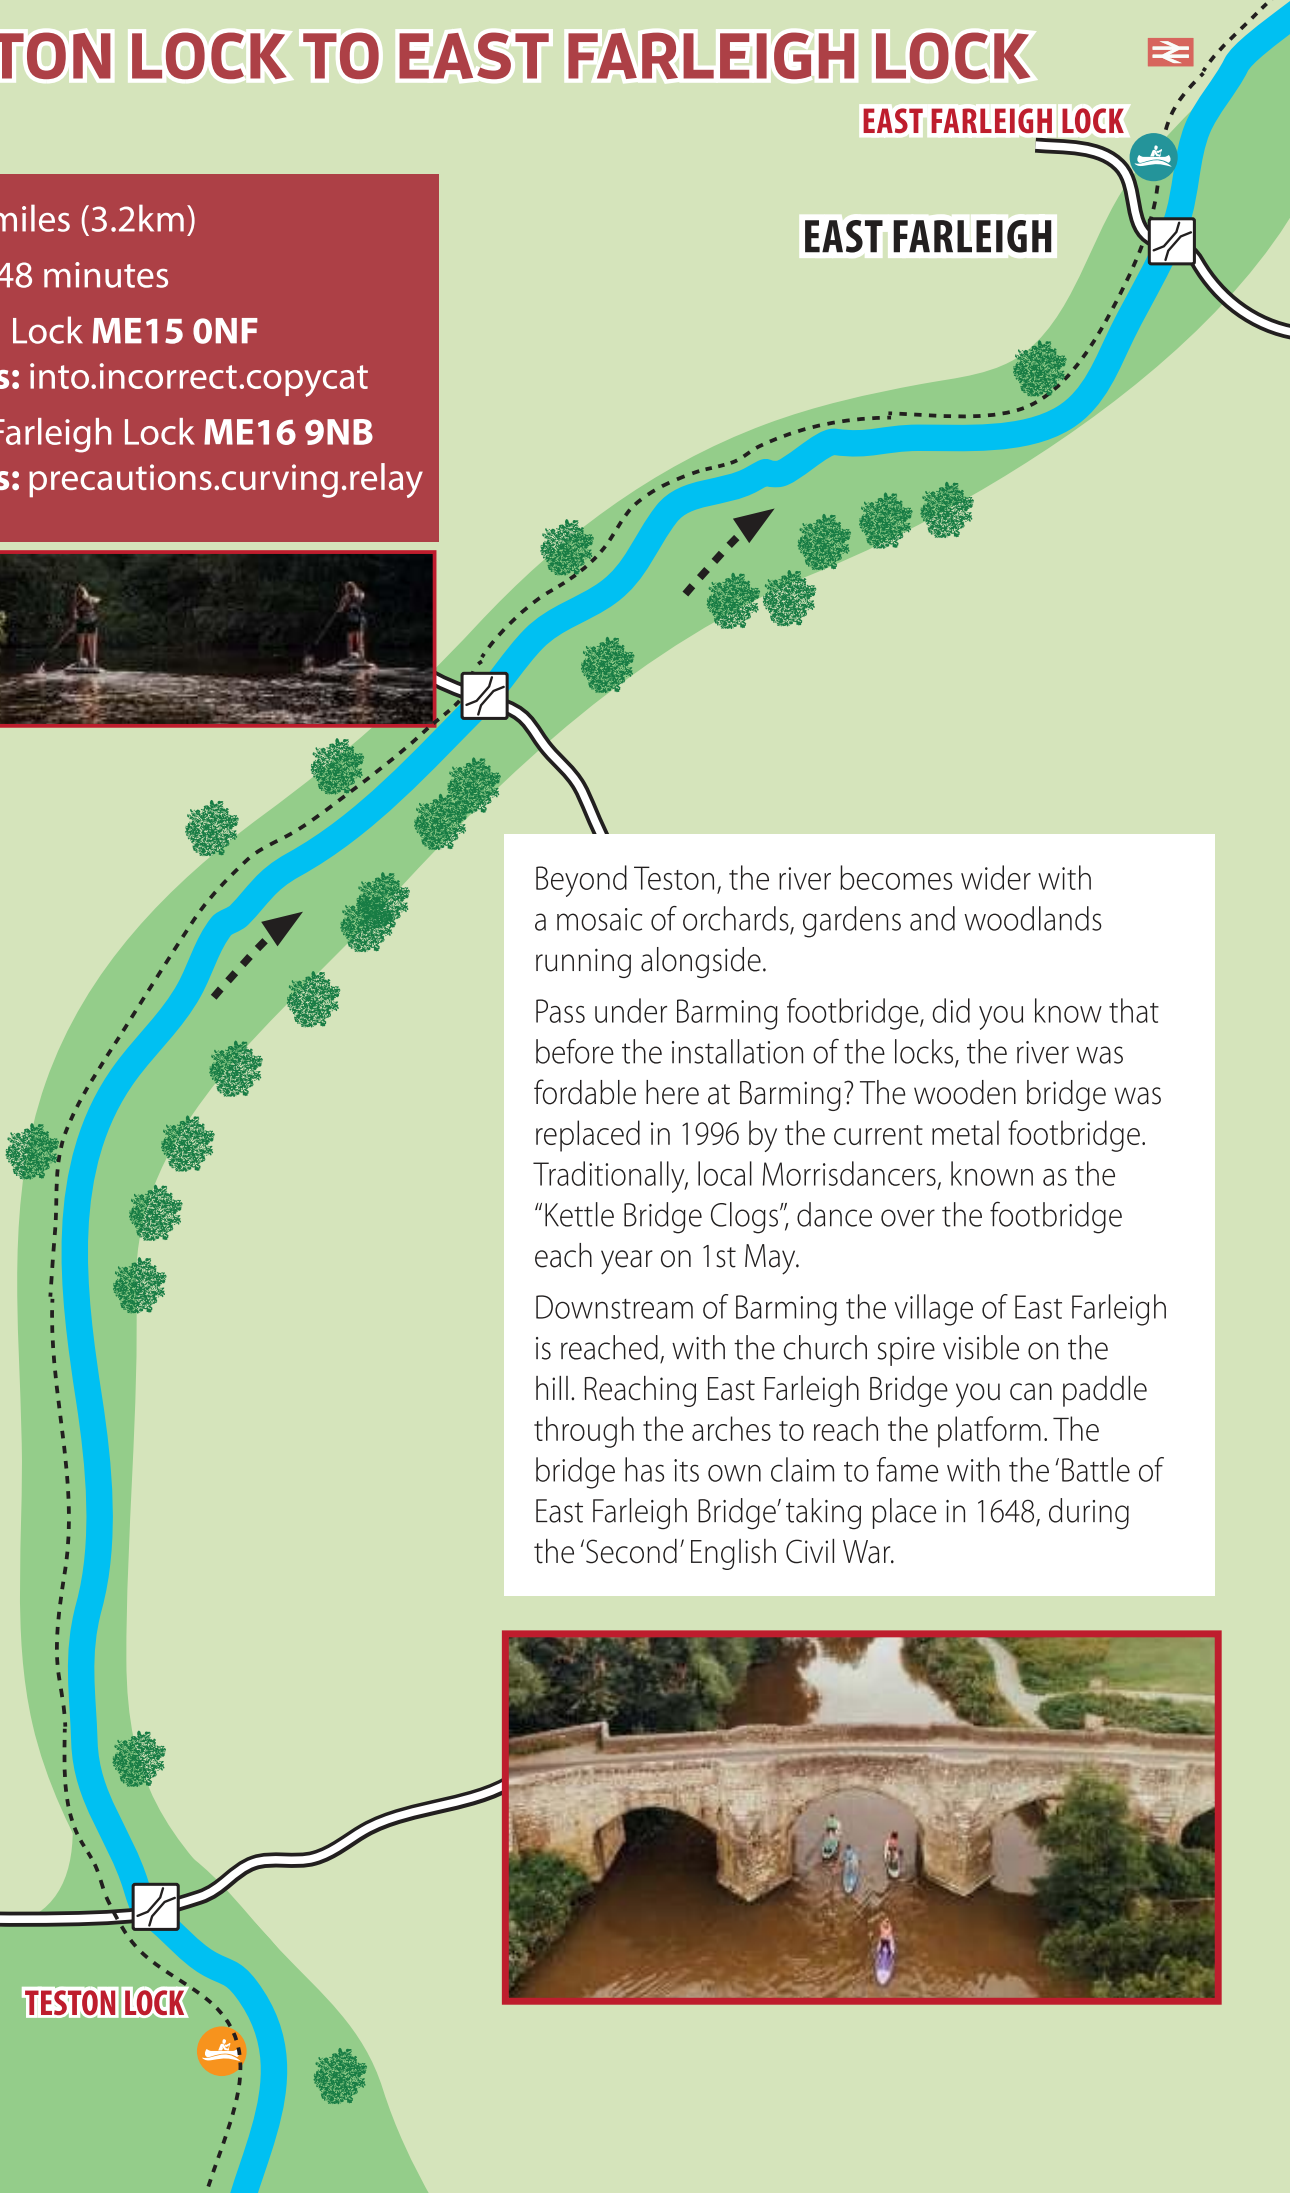 TON LOCK TO EAST FARLEIGH LOCK
EAST FARLEIGH LOCK
EAST FARLEIGH
miles (3.2km)
48 minutes
Lock ME15 0NF
s: into.incorrect.copycat
Farleigh Lock ME16 9NB
s: precautions.curving.relay
Beyond Teston, the river becomes wider with
a mosaic of orchards, gardens and woodlands
running alongside.
Pass under Barming footbridge, did you know that
before the installation of the locks, the river was
fordable here at Barming? The wooden bridge was
replaced in 1996 by the current metal footbridge.
Traditionally, local Morrisdancers, known as the
“Kettle Bridge Clogs”, dance over the footbridge
each year on 1st May.
Downstream of Barming the village of East Farleigh
is reached, with the church spire visible on the
hill. Reaching East Farleigh Bridge you can paddle
through the arches to reach the platform. The
bridge has its own claim to fame with the ‘Battle of
East Farleigh Bridge’ taking place in 1648, during
the ‘Second’ English Civil War.
TESTON LOCK